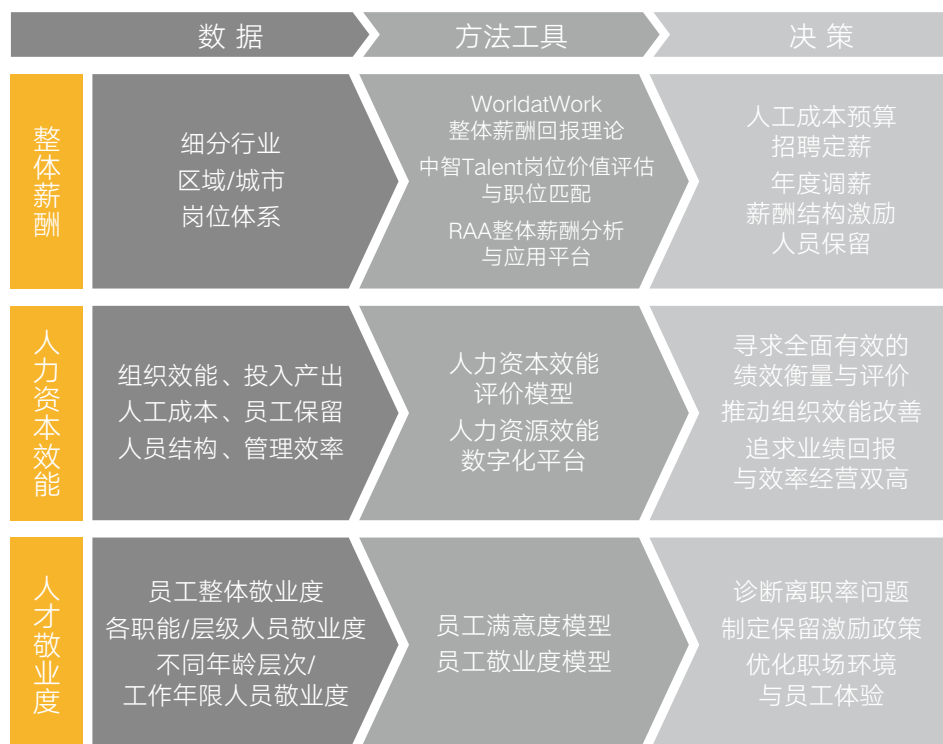 数据
方法工具
决策
整体薪酬
细分行业
区域/城市
岗位体系
WorldatWork
整体薪酬回报理论
中智Talent岗位价值评估
与职位匹配
RAA整体薪酬分析
与应用平台
人工成本预算
招聘定薪
年度调薪
薪酬结构激励
人员保留
人力资本效能
组织效能、投入产出
人工成本、员工保留
人员结构、管理效率
人力资本效能
评价模型
人力资源效能
数字化平台
寻求全面有效的
绩效衡量与评价
推动组织效能改善
追求业绩回报
与效率经营双高
人才敬业度
员工整体敬业度
各职能/层级人员敬业度
不同年龄层次/
工作年限人员敬业度
员工满意度模型
员工敬业度模型
诊断离职率问题
制定保留激励政策
优化职场环境
与员工体验